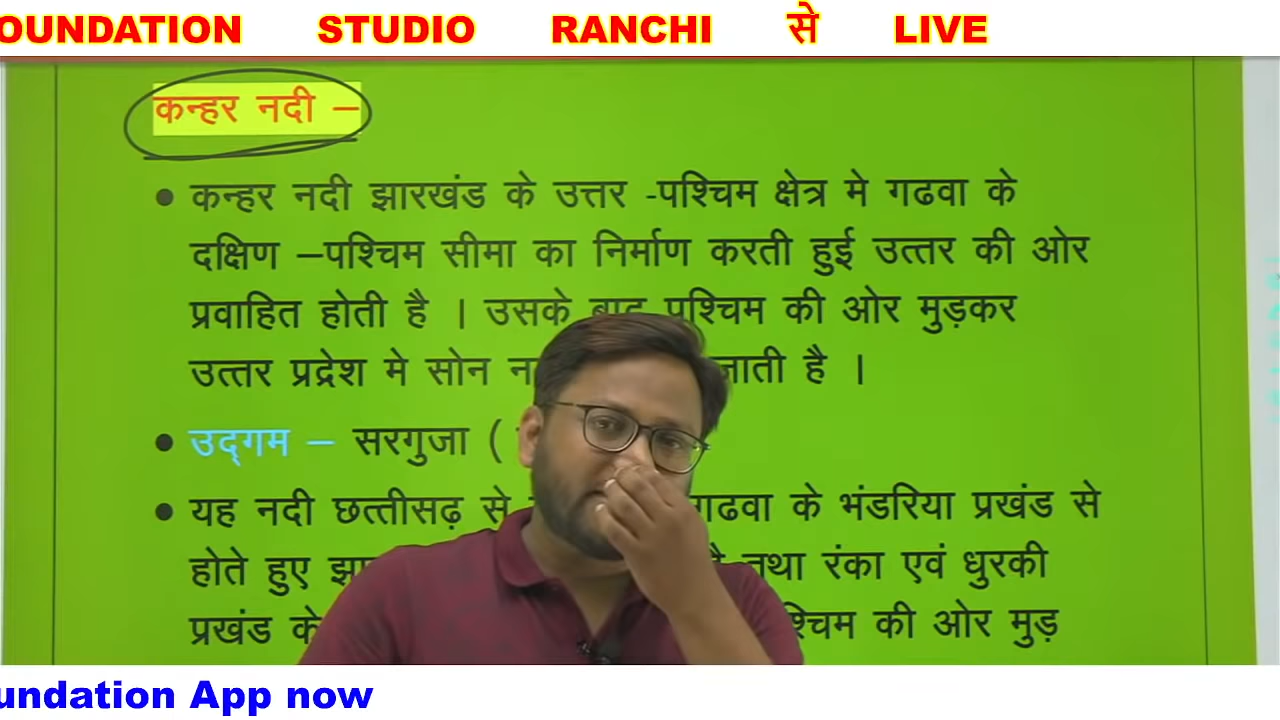 OUNDATION STUDIO RANCHI से LIVE
कन्हर नदी –
• कन्हर नदी झारखंड के उत्तर -पश्चिम क्षेत्र मे गढवा के
दक्षिण –पश्चिम सीमा का निर्माण करती हुई उत्तर की ओर
प्रवाहित होती है । उसके बाद पश्चिम की ओर मुड़कर
उत्तर प्रद्रेश मे सोन जाती है ।
• उद्गम – सरगुजा (
• यह नदी छत्तीसढ़ से गढवा के भंडरिया प्रखंड से
होते हुए तथा रंका एवं धुरकी
प्रखंड के पश्चिम की ओर मुड़
undation App now